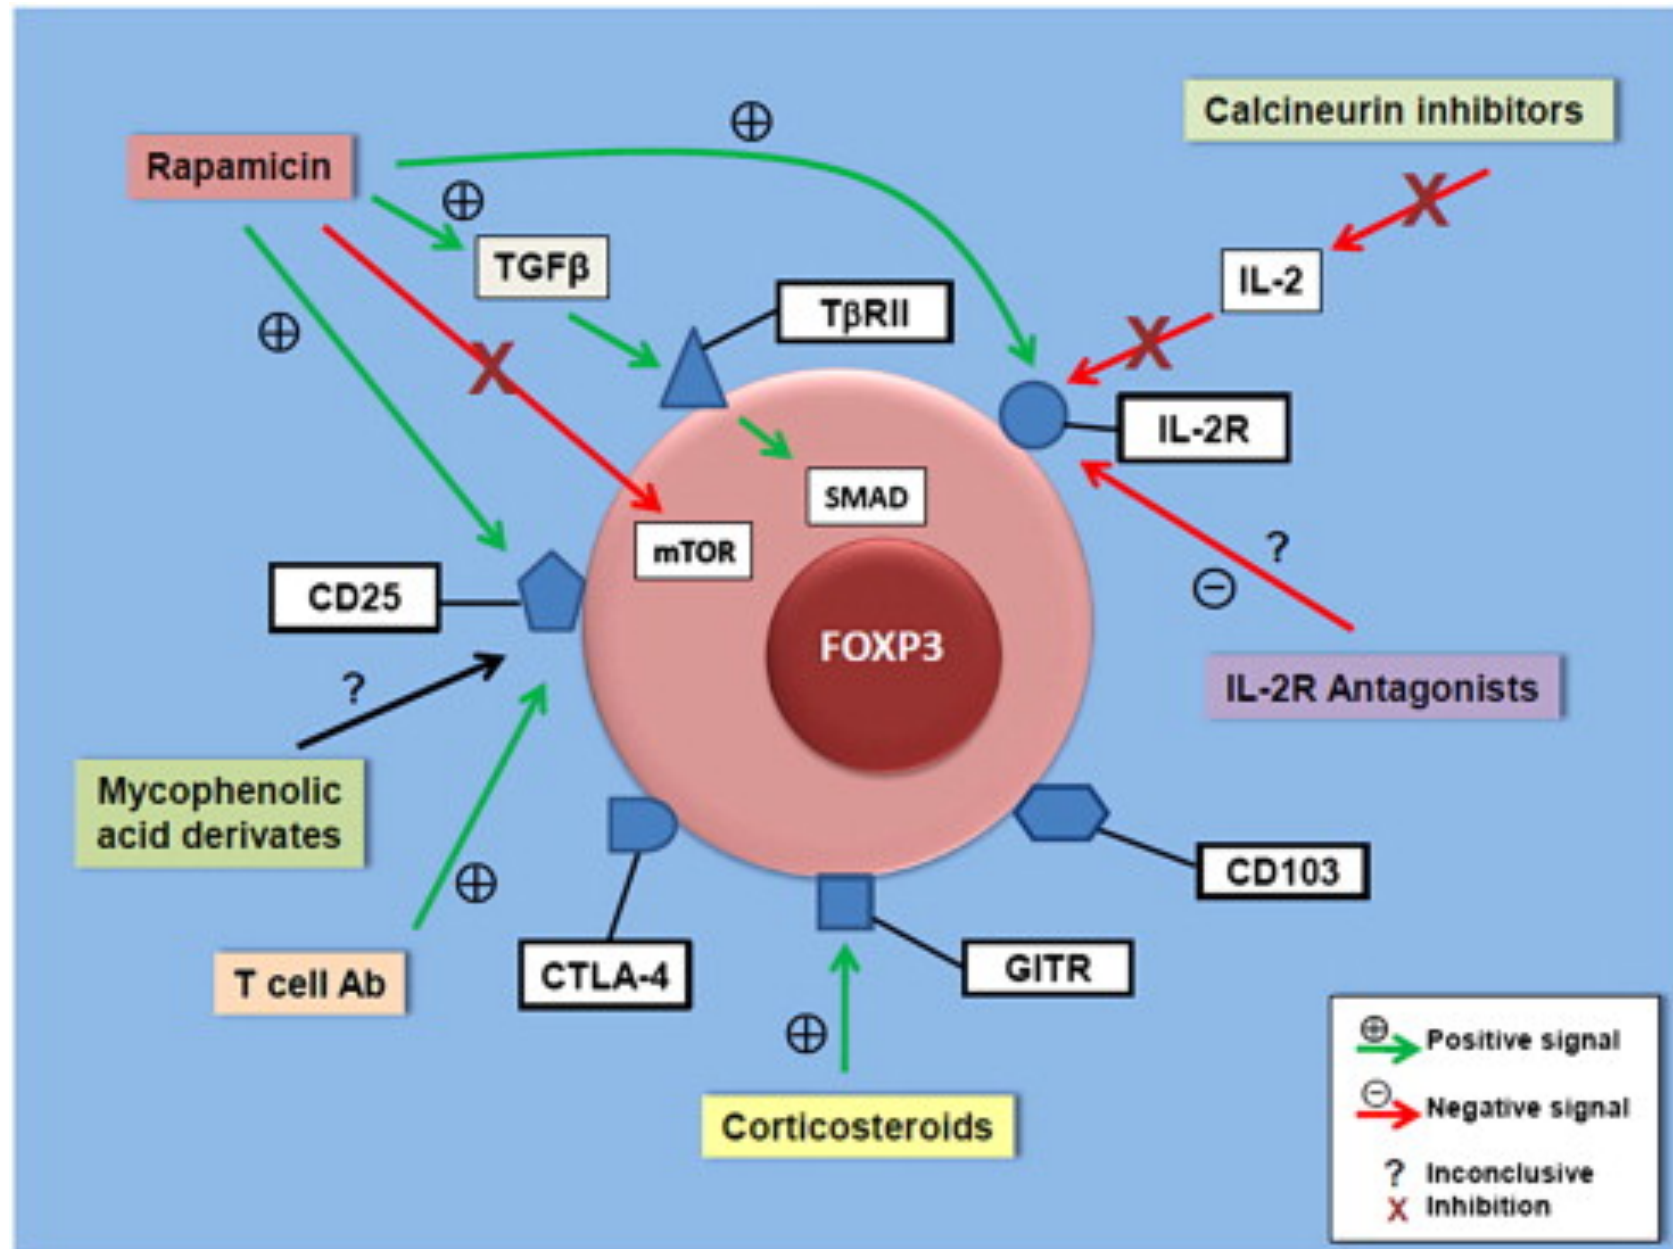 Calcineurin inhibitors
Rapamicin
TGFβ
IL-2
TβRII
IL-2R
SMAD
mTOR
CD25
FOXP3
?
?
IL-2R Antagonists
Mycophenolic
acid derivates
CD103
T cell Ab
CTLA-4
GITR
Corticosteroids
Positive signal
Negative signal
? Inconclusive
X Inhibition